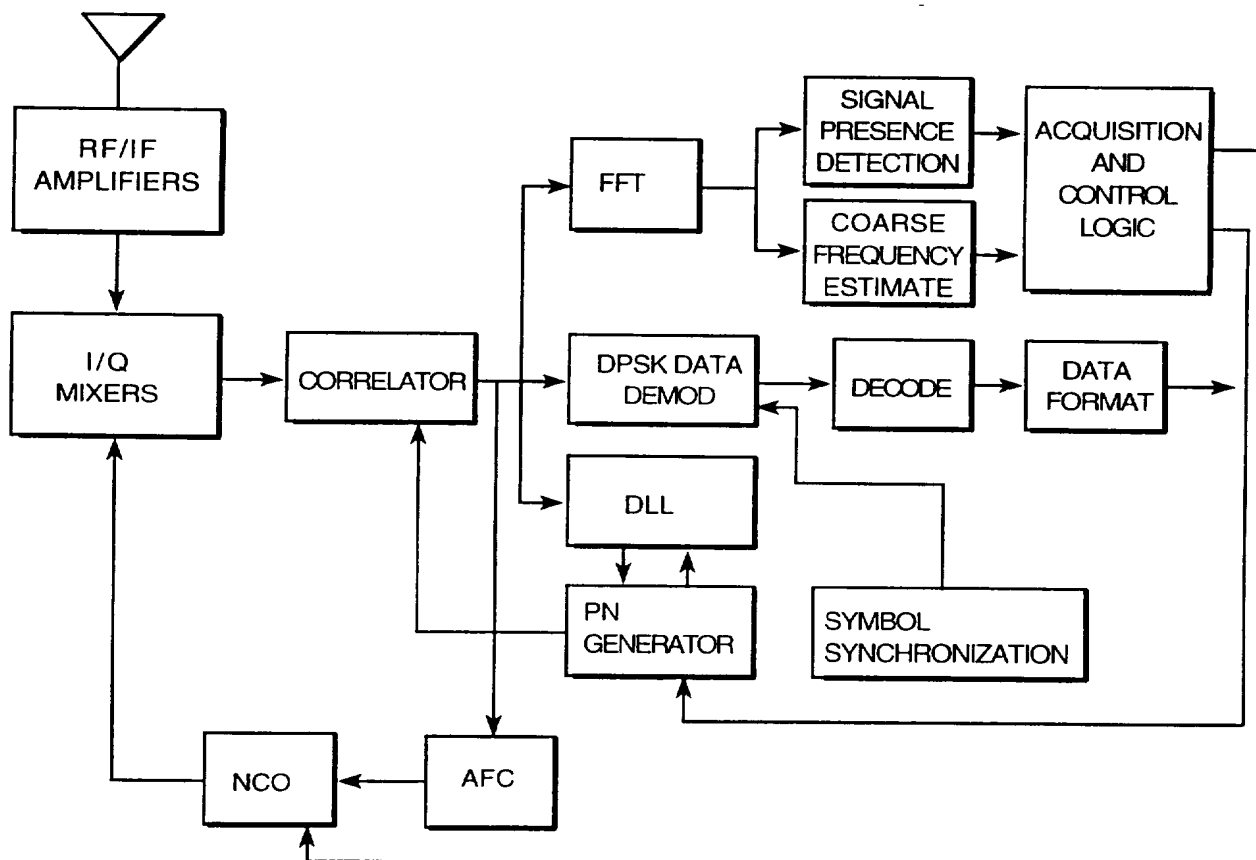 RF/IF
AMPLIFIERS
I/Q
MIXERS
CORRELATOR
FFT
SIGNAL
PRESENCE
DETECTION
COARSE
FREQUENCY
ESTIMATE
ACQUISITION
AND
CONTROL
LOGIC
DPSK DATA
DEMOD
DECODE
DATA
FORMAT
DLL
PN
GENERATOR
SYMBOL
SYNCHRONIZATION
NCO
AFC